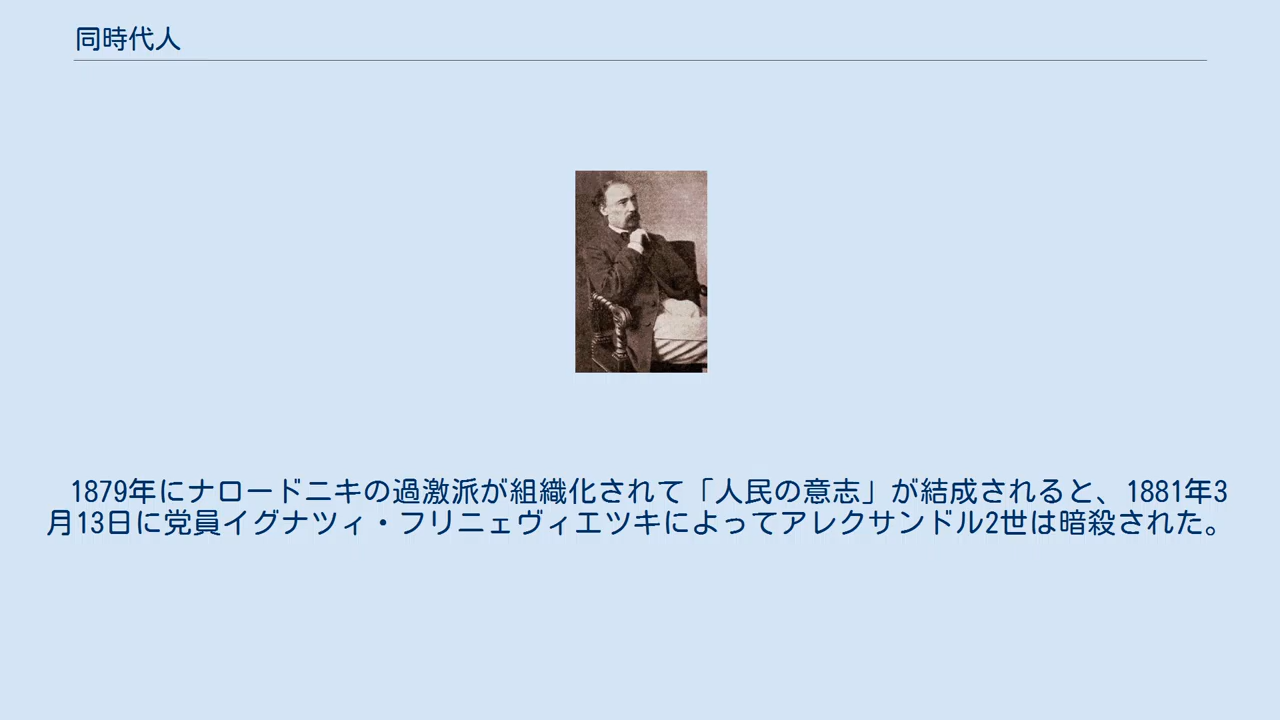 同時代人
1879年にナロードニキの過激派が組織化されて「人民の意志」が結成されると、1881年3
月13日に党員イグナツィ・フリニェヴィエツキによってアレクサンドル2世は暗殺された。